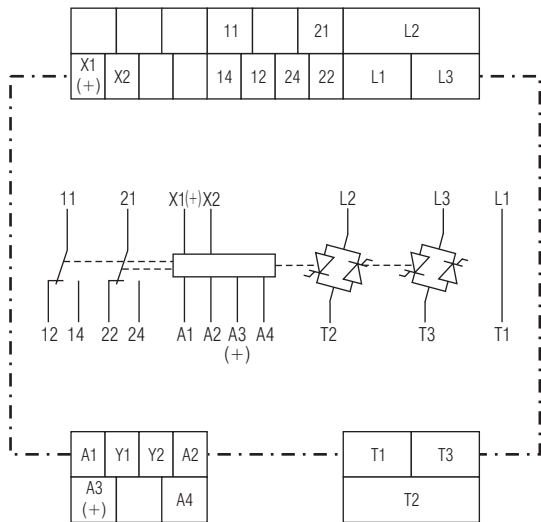 11 21 L2
X1 (+) X2 14 12 24 22 L1 L3
11 21 X1(+) X2 L2 L3 L1
12 14 22 24 A1 A2 A3 A4 T2 T3 T1
(+)
A1 Y1 Y2 A2 T1 T3
A3 (+) A4 T2